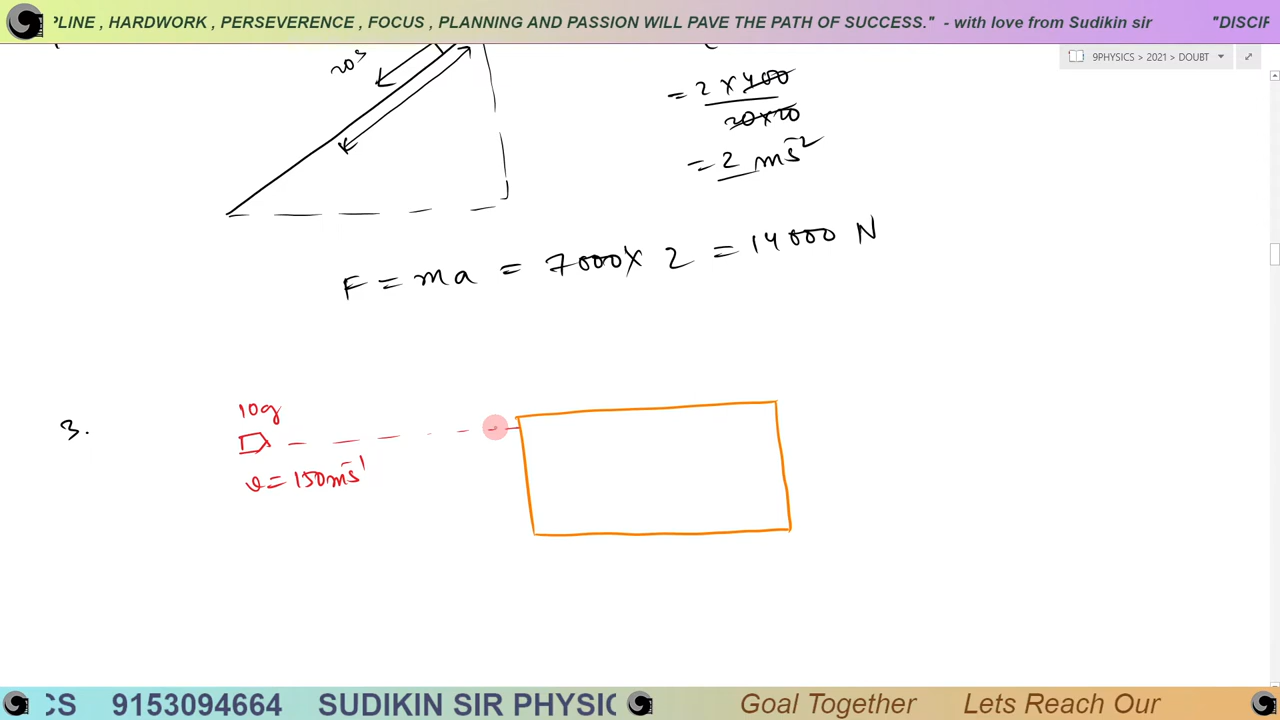 PLINE , HARDWORK , PERSEVERENCE , FOCUS , PLANNING AND PASSION WILL PAVE THE PATH OF SUCCESS." - with love from Sudikin sir "DISCIF
9PHYSICS > 2021 > DOUBT
20s
= 2 × 400
20×20
= 2 ms⁻²
F = ma = 7000 × 2 = 14000 N
3.
10g
v = 150ms⁻¹
CS 9153094664 SUDIKIN SIR PHYSIC Goal Together Lets Reach Our